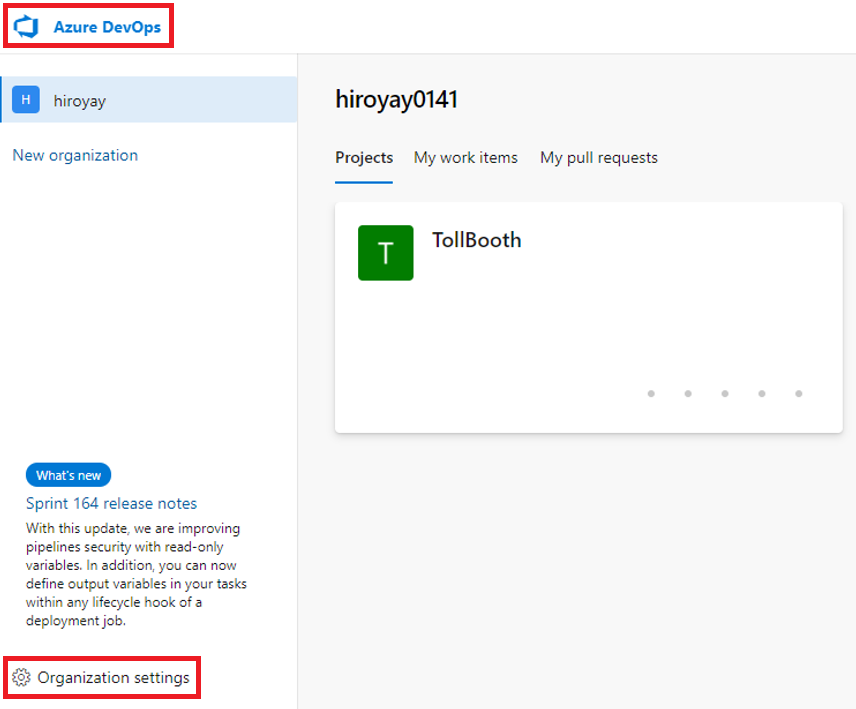 Azure DevOps
H
hiroyay
New organization
hiroyay0141
Projects My work items My pull requests
T
TollBooth
What's new
Sprint 164 release notes
With this update, we are improving
pipelines security with read-only
variables. In addition, you can now
define output variables in your tasks
within any lifecycle hook of a
deployment job.
Organization settings